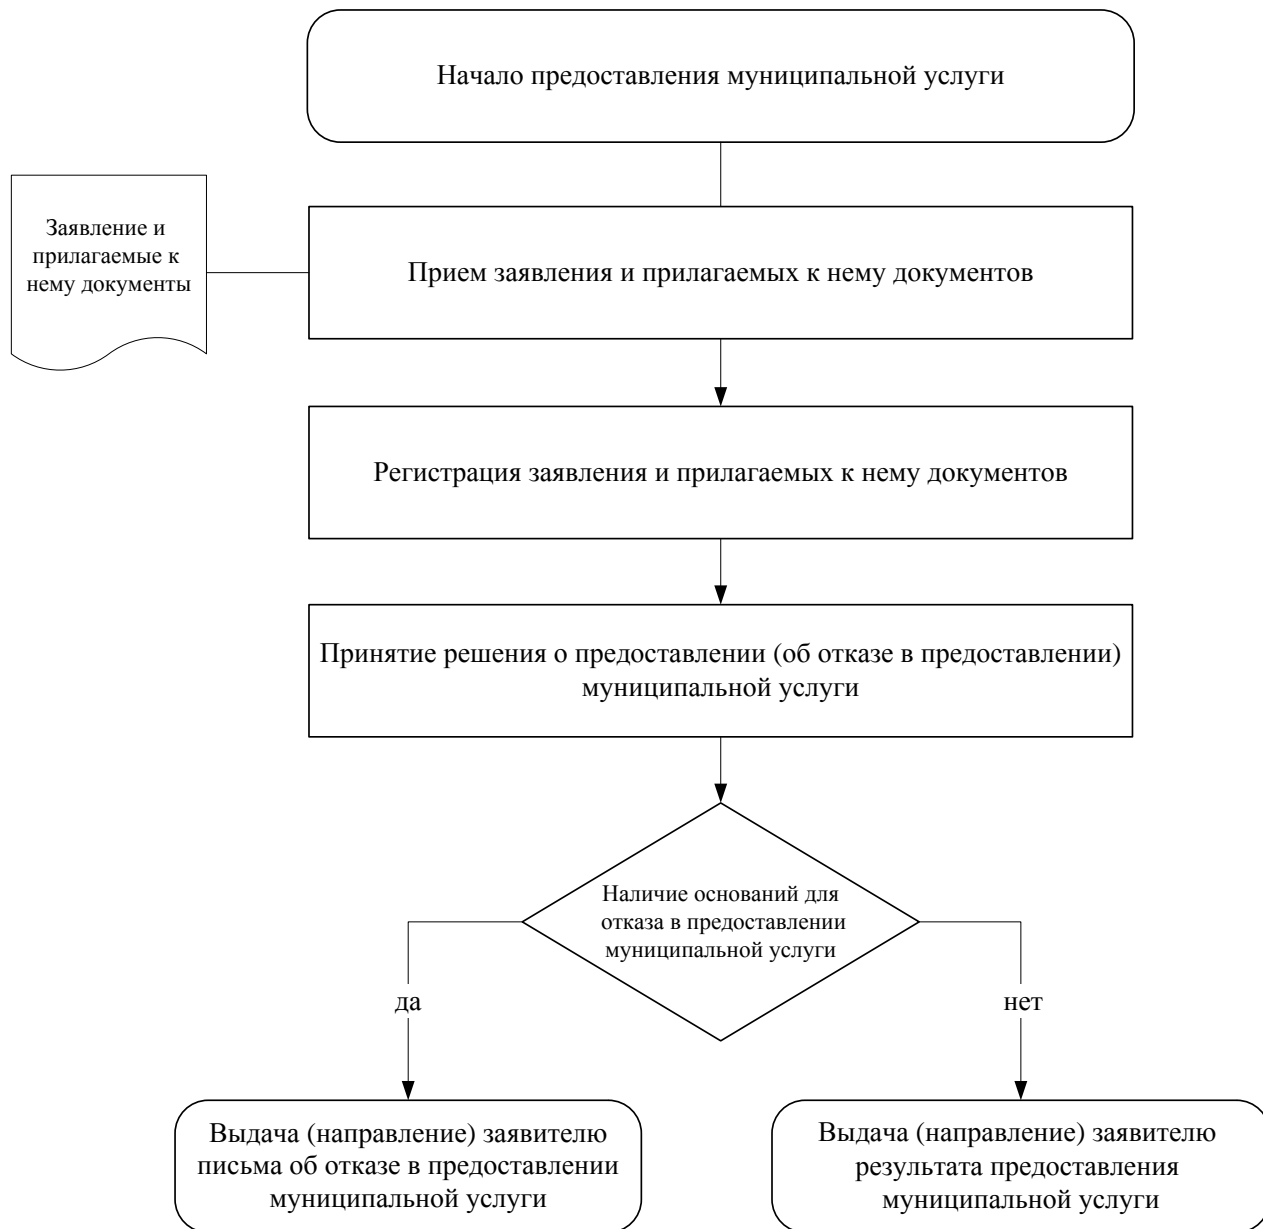 Начало предоставления муниципальной услуги
Заявление и
прилагаемые к
нему документы
Прием заявления и прилагаемых к нему документов
Регистрация заявления и прилагаемых к нему документов
Принятие решения о предоставлении (об отказе в предоставлении)
муниципальной услуги
Наличие оснований для
отказа в предоставлении
муниципальной услуги
да
нет
Выдача (направление) заявителю
письма об отказе в предоставлении
муниципальной услуги
Выдача (направление) заявителю
результата предоставления
муниципальной услуги